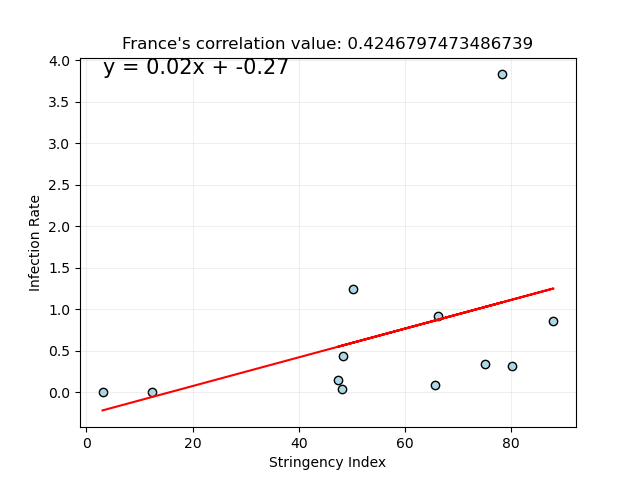 France's correlation value: 0.4246797473486739
y = 0.02x + -0.27
4.0
3.5
3.0
2.5
2.0
1.5
1.0
0.5
0.0
Infection Rate
0 20 40 60 80
Stringency Index